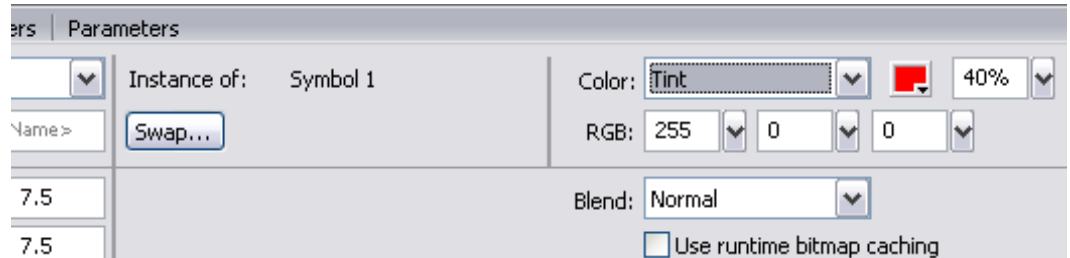 ers | Parameters
Instance of: Symbol 1 Color: Tint 40%
Name> Swap... RGB: 255 0 0
7.5 Blend: Normal
7.5 Use runtime bitmap caching